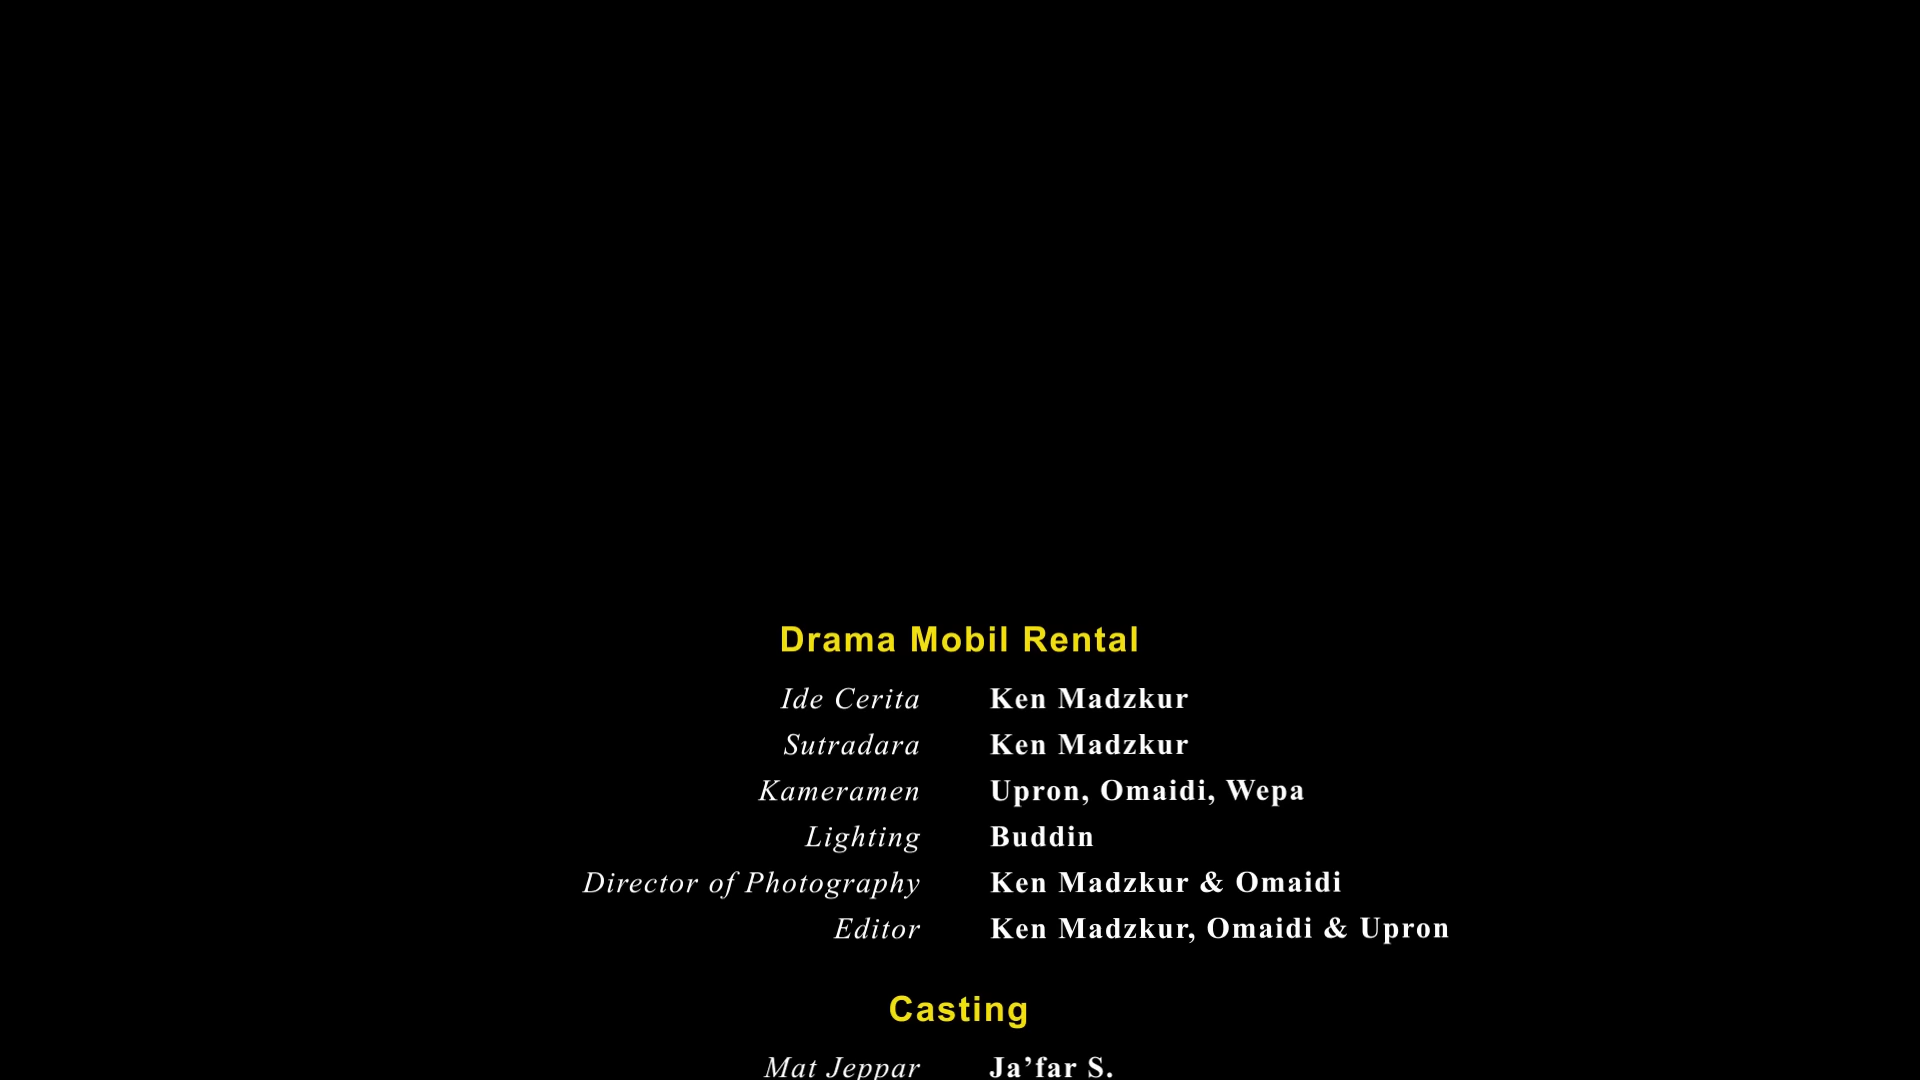 Drama Mobil Rental
Ide Cerita Ken Madzkur
Sutradara Ken Madzkur
Kameramen Upron, Omaidi, Wepa
Lighting Buddin
Director of Photography Ken Madzkur & Omaidi
Editor Ken Madzkur, Omaidi & Upron
Casting
Mat Jeppar Ja’far S.